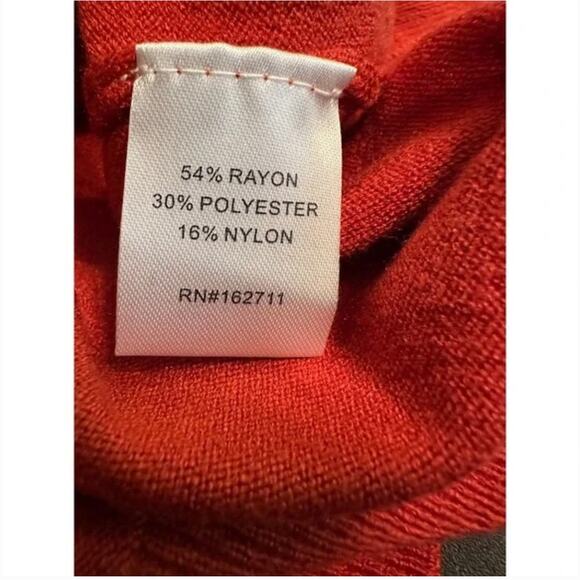 54% RAYON
30% POLYESTER
16% NYLON
RN#162711